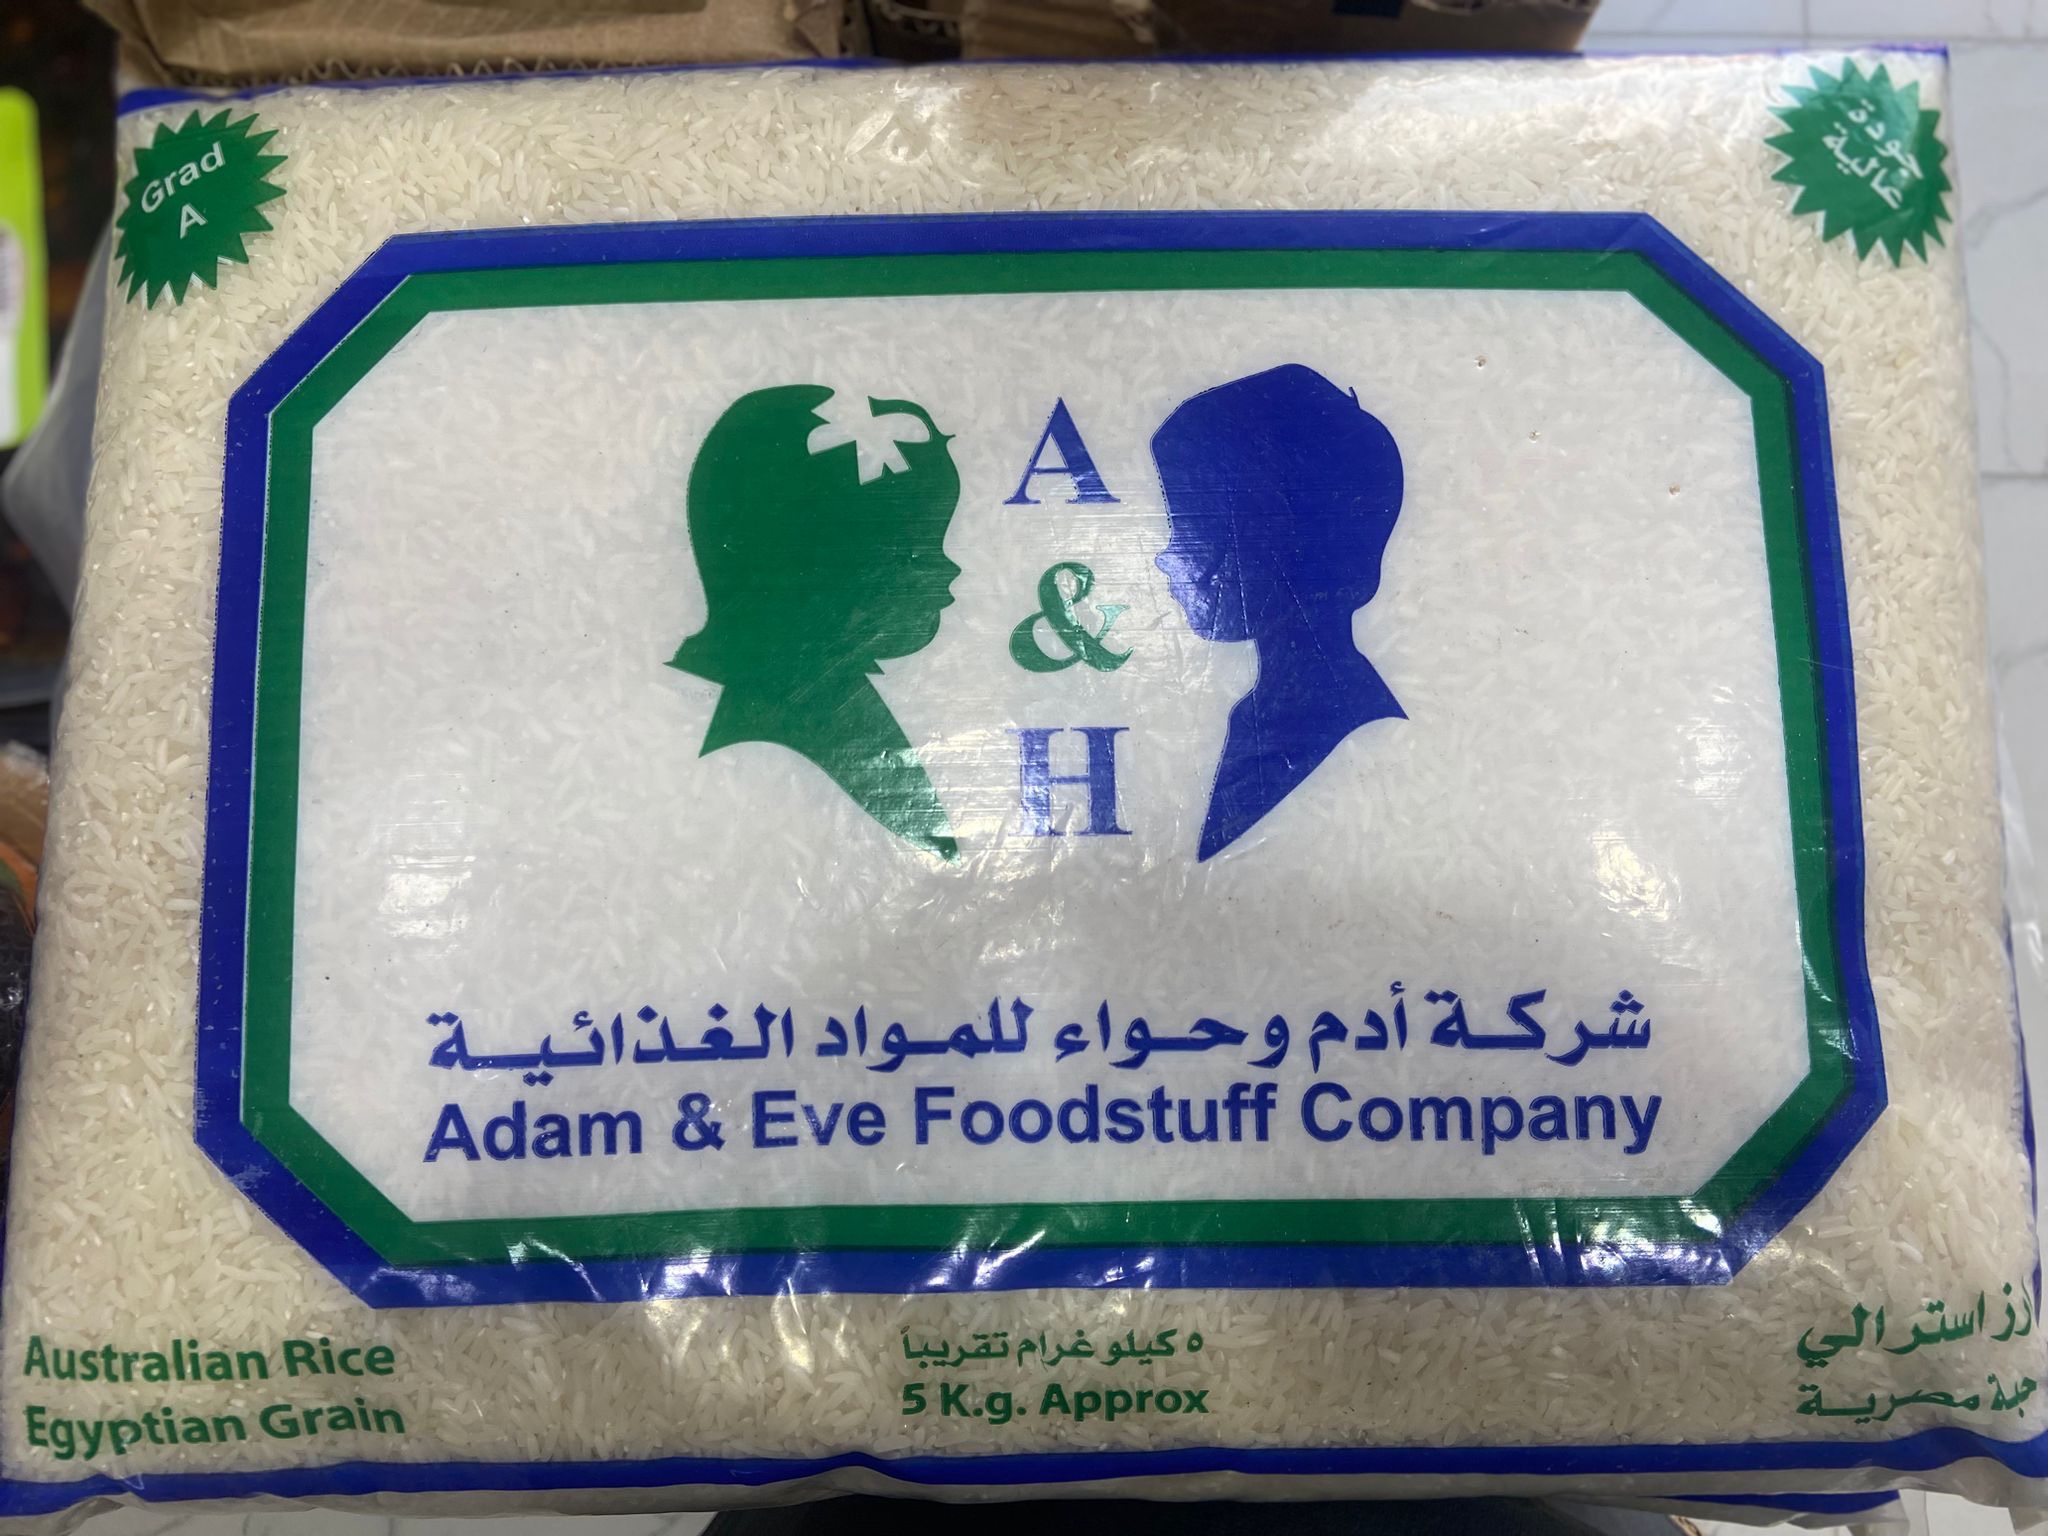 Grad
A
جودة
عالية
A
&
H
شركة أدم وحواء للمواد الغذائية
Adam & Eve Foodstuff Company
Australian Rice
Egyptian Grain
٥ كيلو غرام تقريباً
5 K.g. Approx
أرز استرالي
حبة مصرية